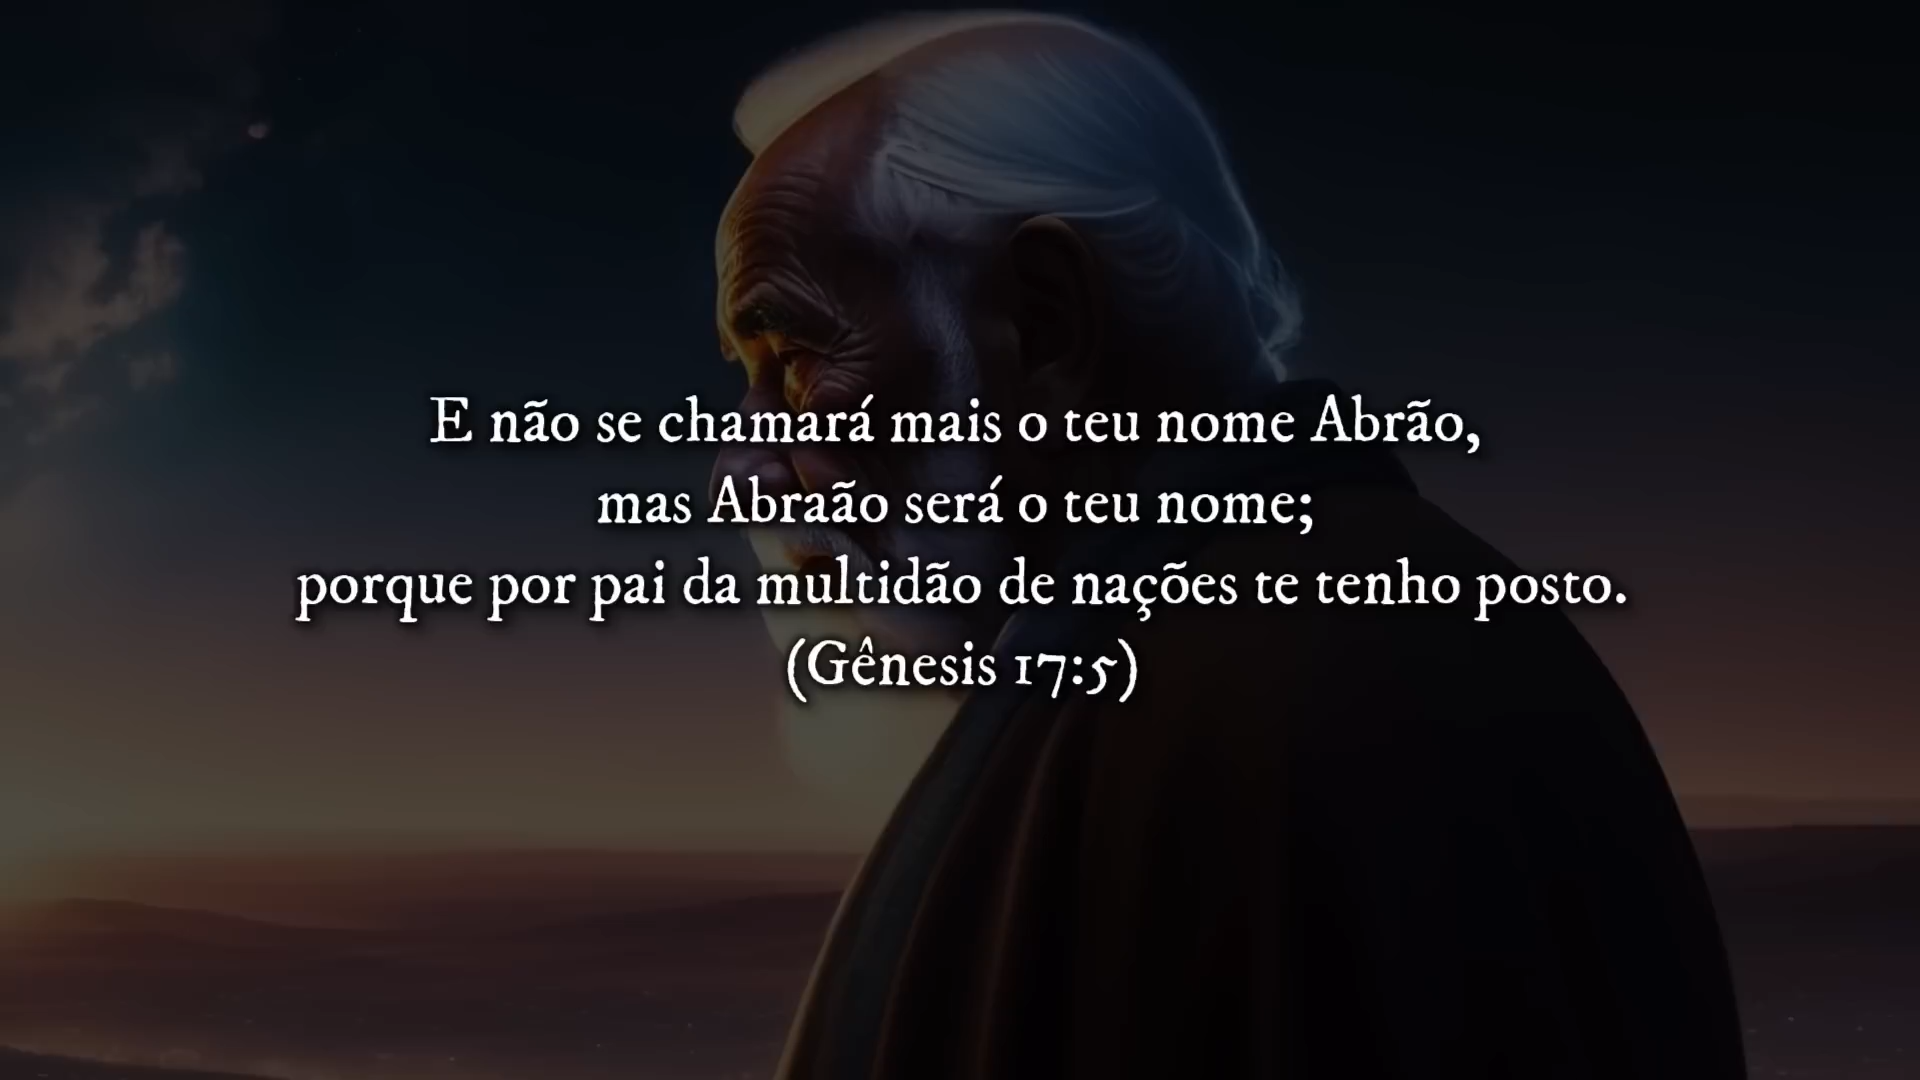 E não se chamará mais o teu nome Abrão,
mas Abraão será o teu nome;
porque por pai da multidão de nações te tenho posto.
(Gênesis 17:5)